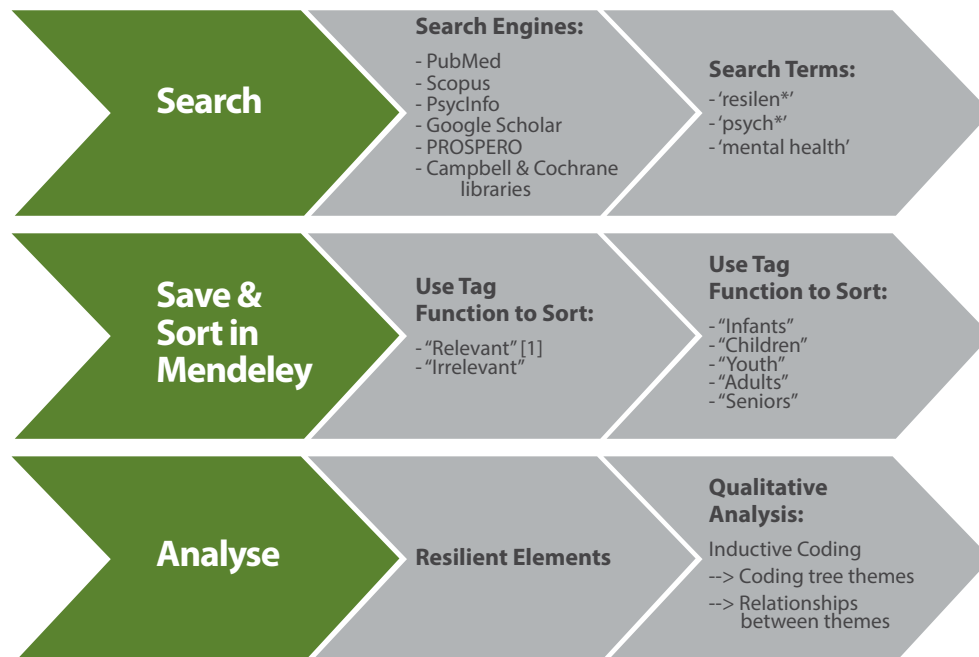 Search
Search Engines:
- PubMed
- Scopus
- PsycInfo
- Google Scholar
- PROSPERO
- Campbell & Cochrane
libraries
Search Terms:
- ‘resilen*’
- ‘psych*’
- ‘mental health’
Save &
Sort in
Mendeley
Use Tag
Function to Sort:
- “Relevant” [1]
- “Irrelevant”
Use Tag
Function to Sort:
- “Infants”
- “Children”
- “Youth”
- “Adults”
- “Seniors”
Analyse
Resilient Elements
Qualitative
Analysis:
Inductive Coding
--> Coding tree themes
--> Relationships
between themes